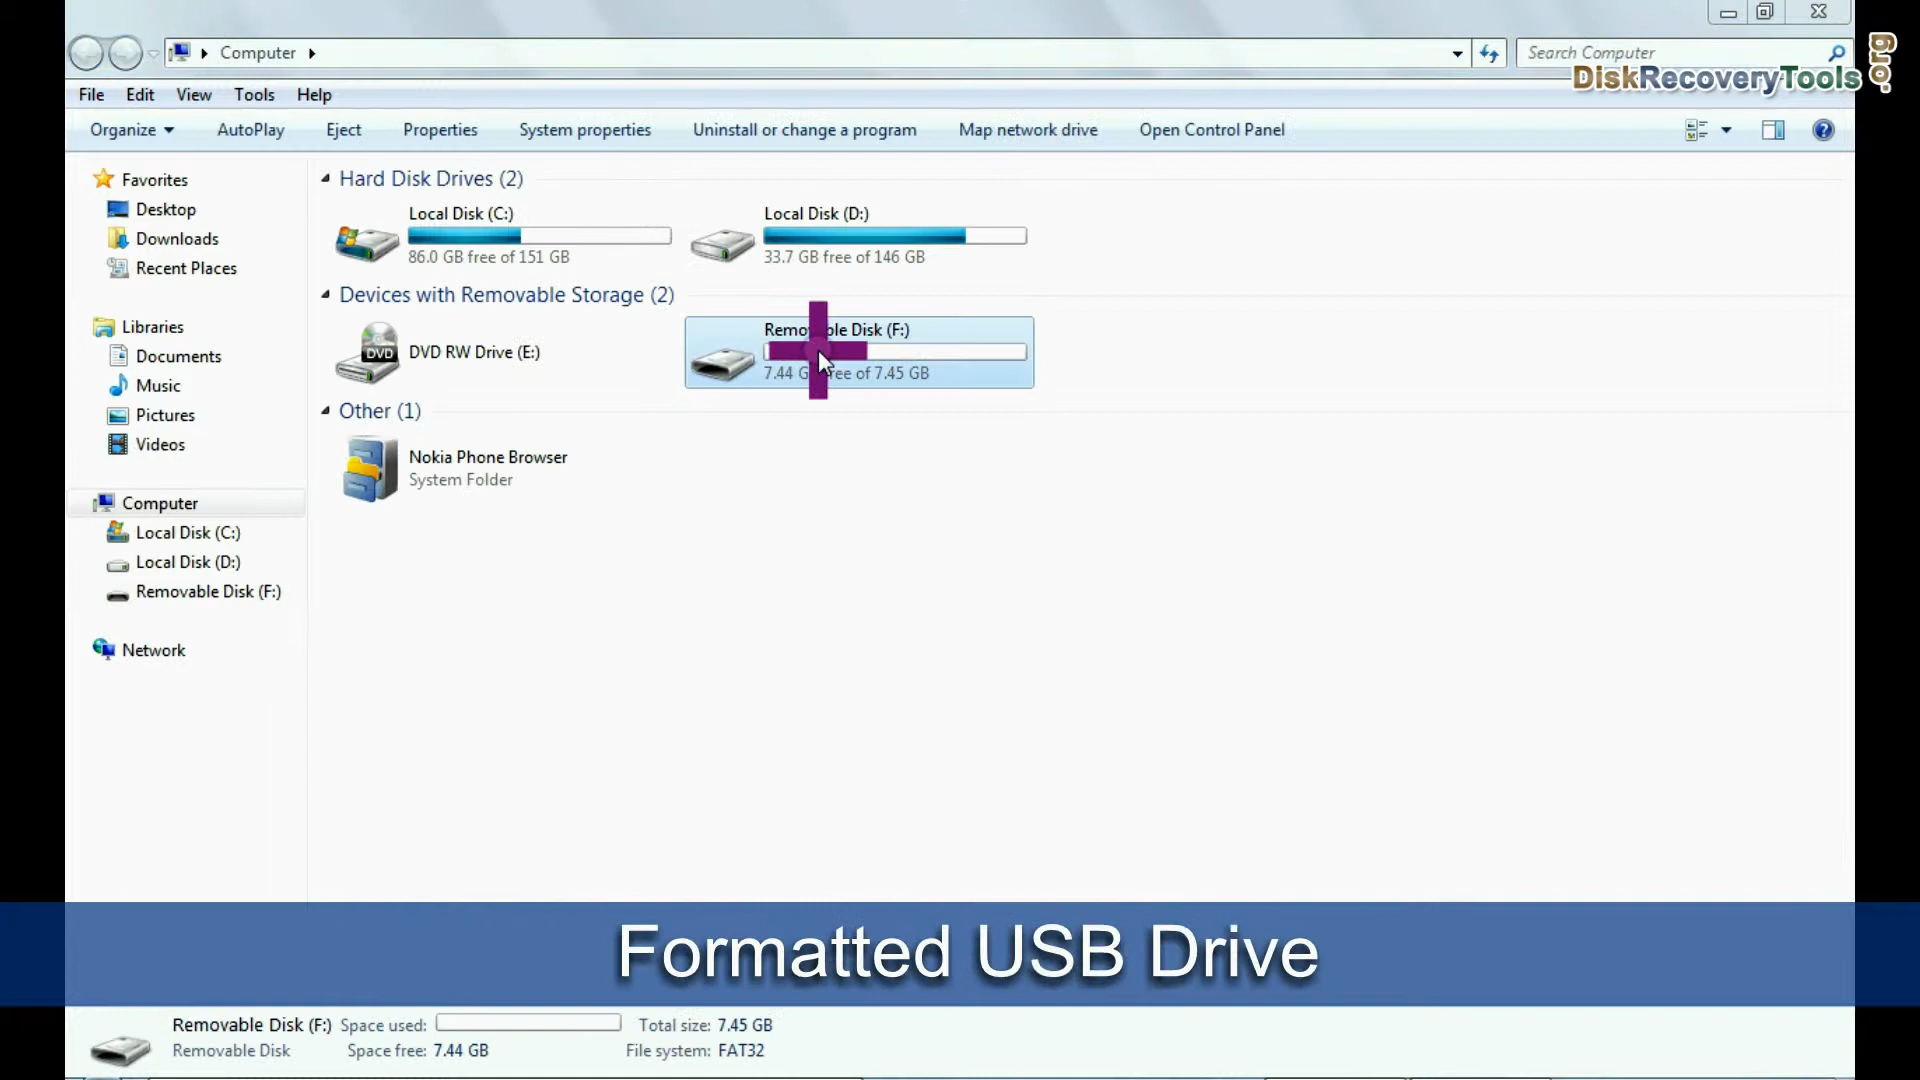 Computer
Search Computer
DiskRecoveryTools
.org
File Edit View Tools Help
Organize AutoPlay Eject Properties System properties Uninstall or change a program Map network drive Open Control Panel
Favorites
Desktop
Downloads
Recent Places
Libraries
Documents
Music
Pictures
Videos
Computer
Local Disk (C:)
Local Disk (D:)
Removable Disk (F:)
Network
Hard Disk Drives (2)
Local Disk (C:)
86.0 GB free of 151 GB
Local Disk (D:)
33.7 GB free of 146 GB
Devices with Removable Storage (2)
DVD
DVD RW Drive (E:)
Removable Disk (F:)
7.44 GB free of 7.45 GB
Other (1)
Nokia Phone Browser
System Folder
Formatted USB Drive
Removable Disk (F:) Space used: Total size: 7.45 GB
Removable Disk Space free: 7.44 GB File system: FAT32